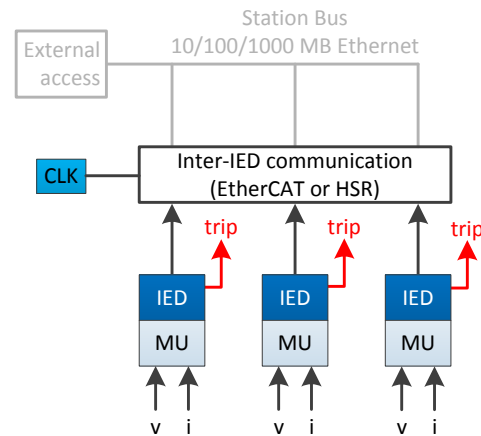 Station Bus
10/100/1000 MB Ethernet
External
access
Inter-IED communication
(EtherCAT or HSR)
CLK
trip
trip
trip
IED
IED
IED
MU
MU
MU
v i
v i
v i